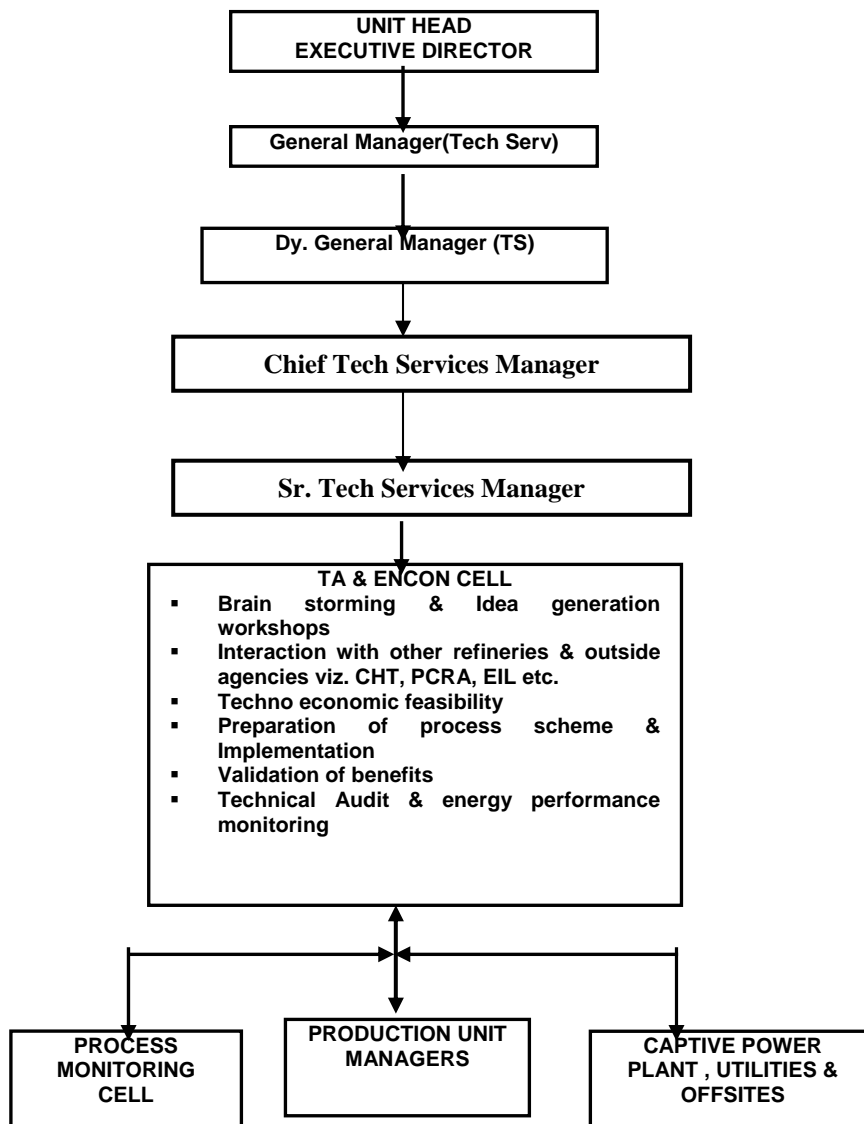 UNIT HEAD
EXECUTIVE DIRECTOR
General Manager(Tech Serv)
Dy. General Manager (TS)
Chief Tech Services Manager
Sr. Tech Services Manager
TA & ENCON CELL
▪ Brain storming & Idea generation
workshops
▪ Interaction with other refineries & outside
agencies viz. CHT, PCRA, EIL etc.
▪ Techno economic feasibility
▪ Preparation of process scheme &
Implementation
▪ Validation of benefits
▪ Technical Audit & energy performance
monitoring
PROCESS
MONITORING
CELL
PRODUCTION UNIT
MANAGERS
CAPTIVE POWER
PLANT , UTILITIES &
OFFSITES